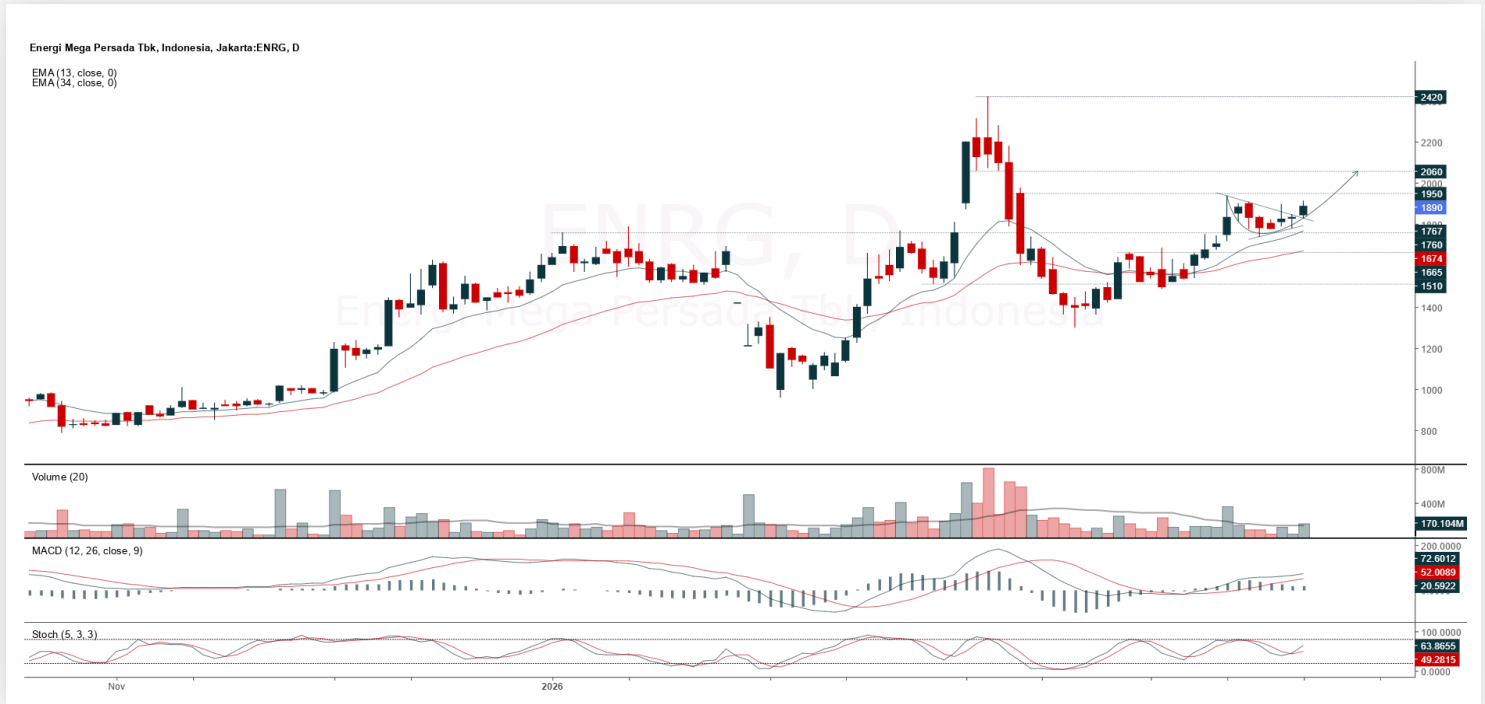 Energi Mega Persada Tbk, Indonesia, Jakarta:ENRG, D
EMA (13, close, 0)
EMA (34, close, 0)
ENRG, D
Energi Mega Persada Tbk, Indonesia
2420
2200
2060
2000
1950
1890
1767
1760
1674
1665
1510
1400
1200
1000
800
Volume (20)
800M
400M
170.104M
MACD (12, 26, close, 9)
200.0000
72.6012
52.0089
20.5922
Stoch (5, 3, 3)
100.0000
63.8655
49.2815
0.0000
Nov
2026